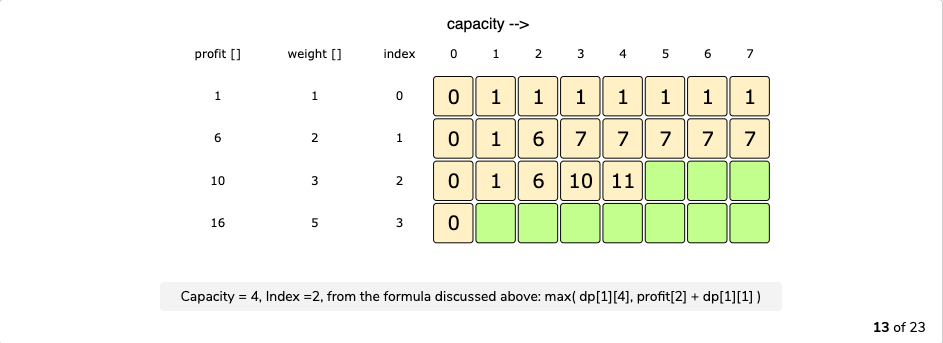 capacity -->
profit [] weight [] index 0 1 2 3 4 5 6 7
1 1 0 0 1 1 1 1 1 1 1
6 2 1 0 1 6 7 7 7 7 7
10 3 2 0 1 6 10 11
16 5 3 0
Capacity = 4, Index =2, from the formula discussed above: max( dp[1][4], profit[2] + dp[1][1] )
13 of 23